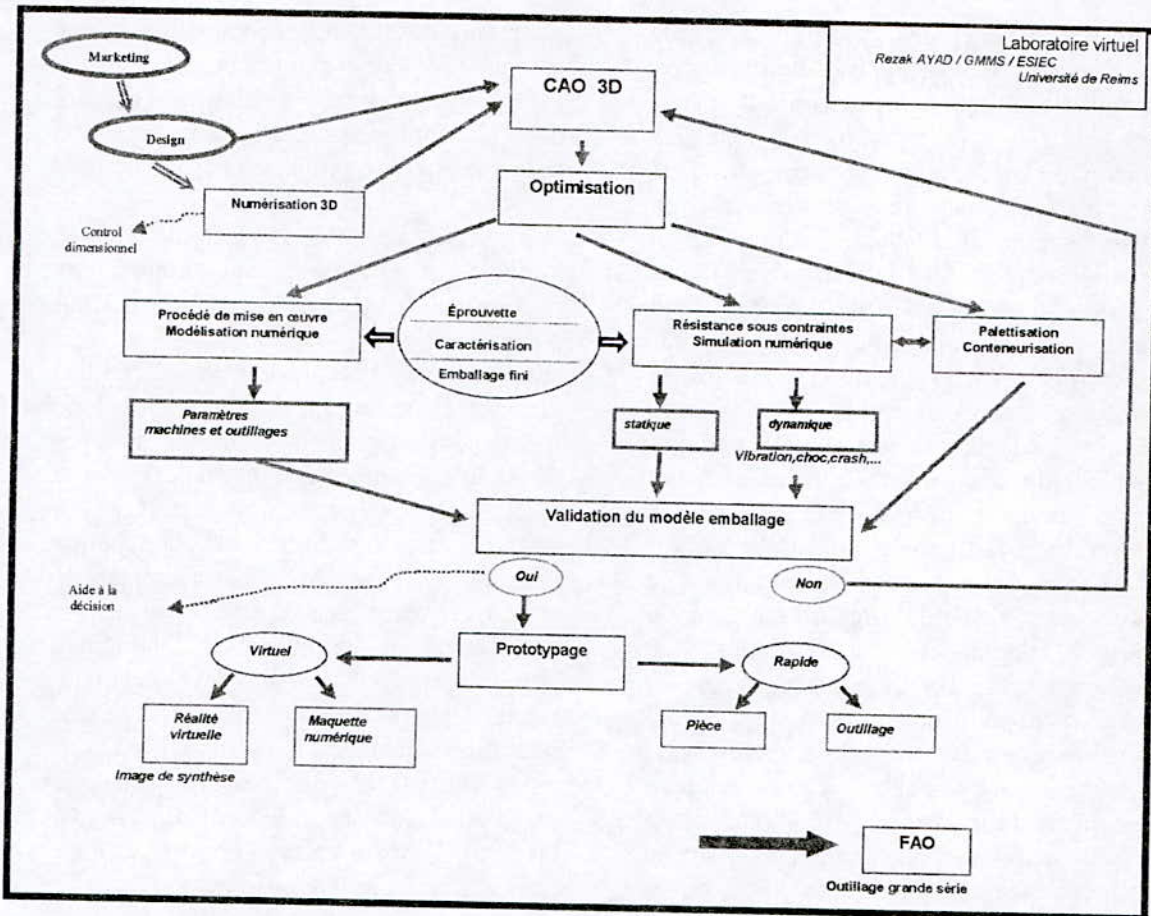 Laboratoire virtuel
Rezak AYAD / GMMS / ESIEC
Université de Reims
Marketing
CAO 3D
Design
Optimisation
Numérisation 3D
Control
dimensionnel
Procédé de mise en œuvre
Modélisation numérique
Éprouvette
Caractérisation
Emballage fini
Résistance sous contraintes
Simulation numérique
Palettisation
Conteneurisation
Paramètres
machines et outillages
statique
dynamique
Vibration,choc,crash,...
Validation du modèle emballage
Oui
Non
Aide à la
décision
Virtuel
Prototypage
Rapide
Réalité
virtuelle
Maquette
numérique
Pièce
Outillage
Image de synthèse
FAO
Outillage grande série